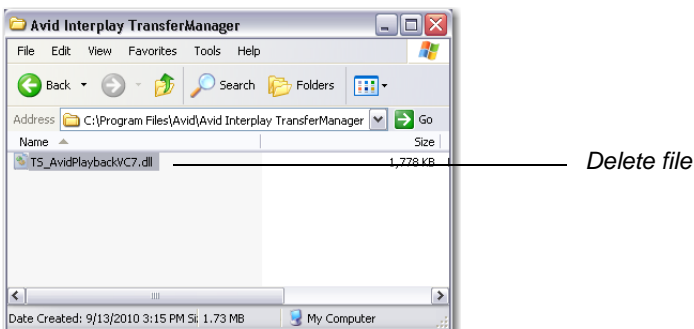 Avid Interplay TransferManager
File Edit View Favorites Tools Help
Back Search Folders
Address C:\Program Files\Avid\Avid Interplay TransferManager Go
Name Size
TS_AvidPlaybackVC7.dll 1,778 KB Delete file
Date Created: 9/13/2010 3:15 PM Si: 1.73 MB My Computer